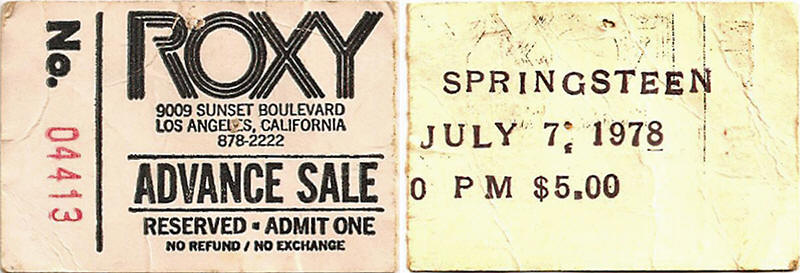 No. 04413
ROXY
9009 SUNSET BOULEVARD
LOS ANGELES, CALIFORNIA
878-2222
ADVANCE SALE
RESERVED • ADMIT ONE
NO REFUND / NO EXCHANGE
SPRINGSTEEN
JULY 7, 1978
0 PM $5.00